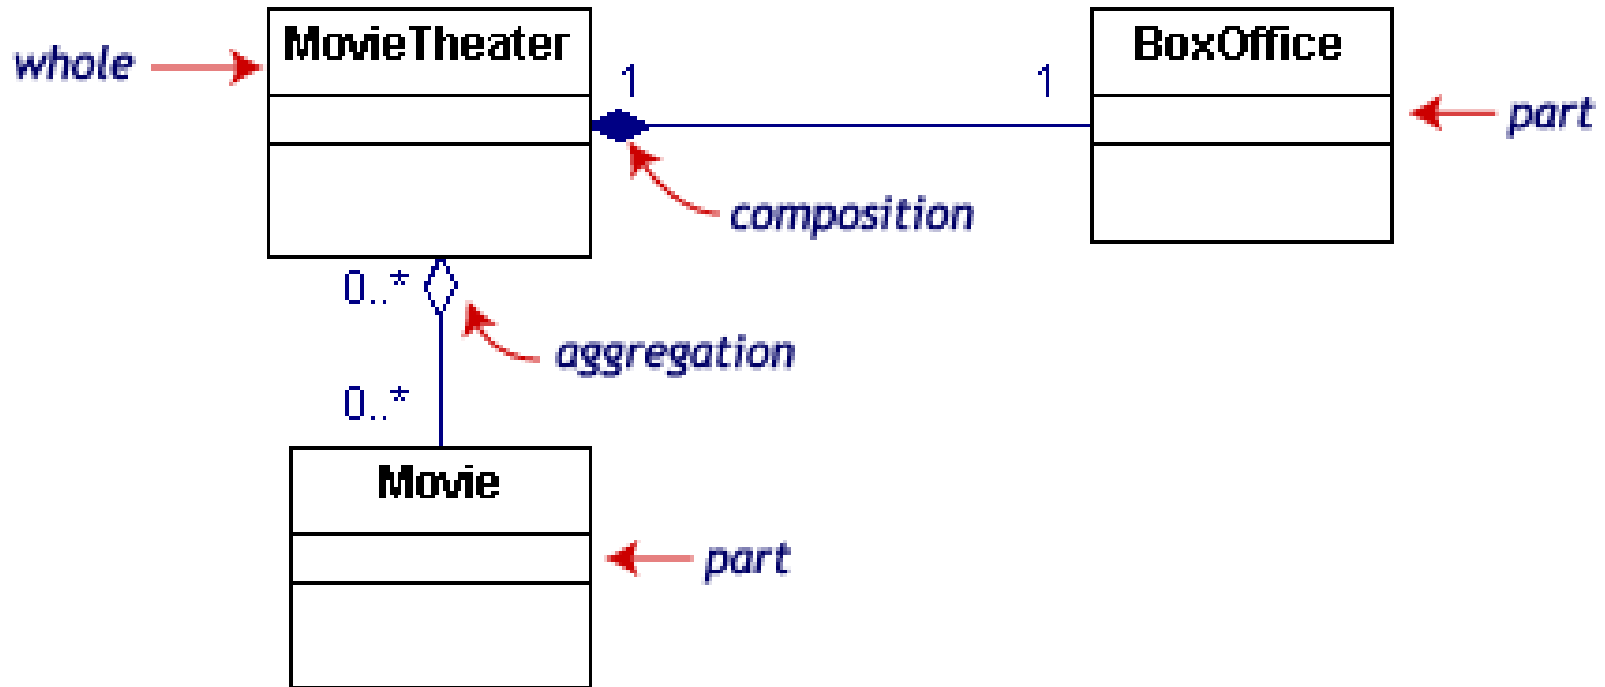 MovieTheater
BoxOffice
whole
1
1
part
composition
0..*
aggregation
0..*
Movie
part